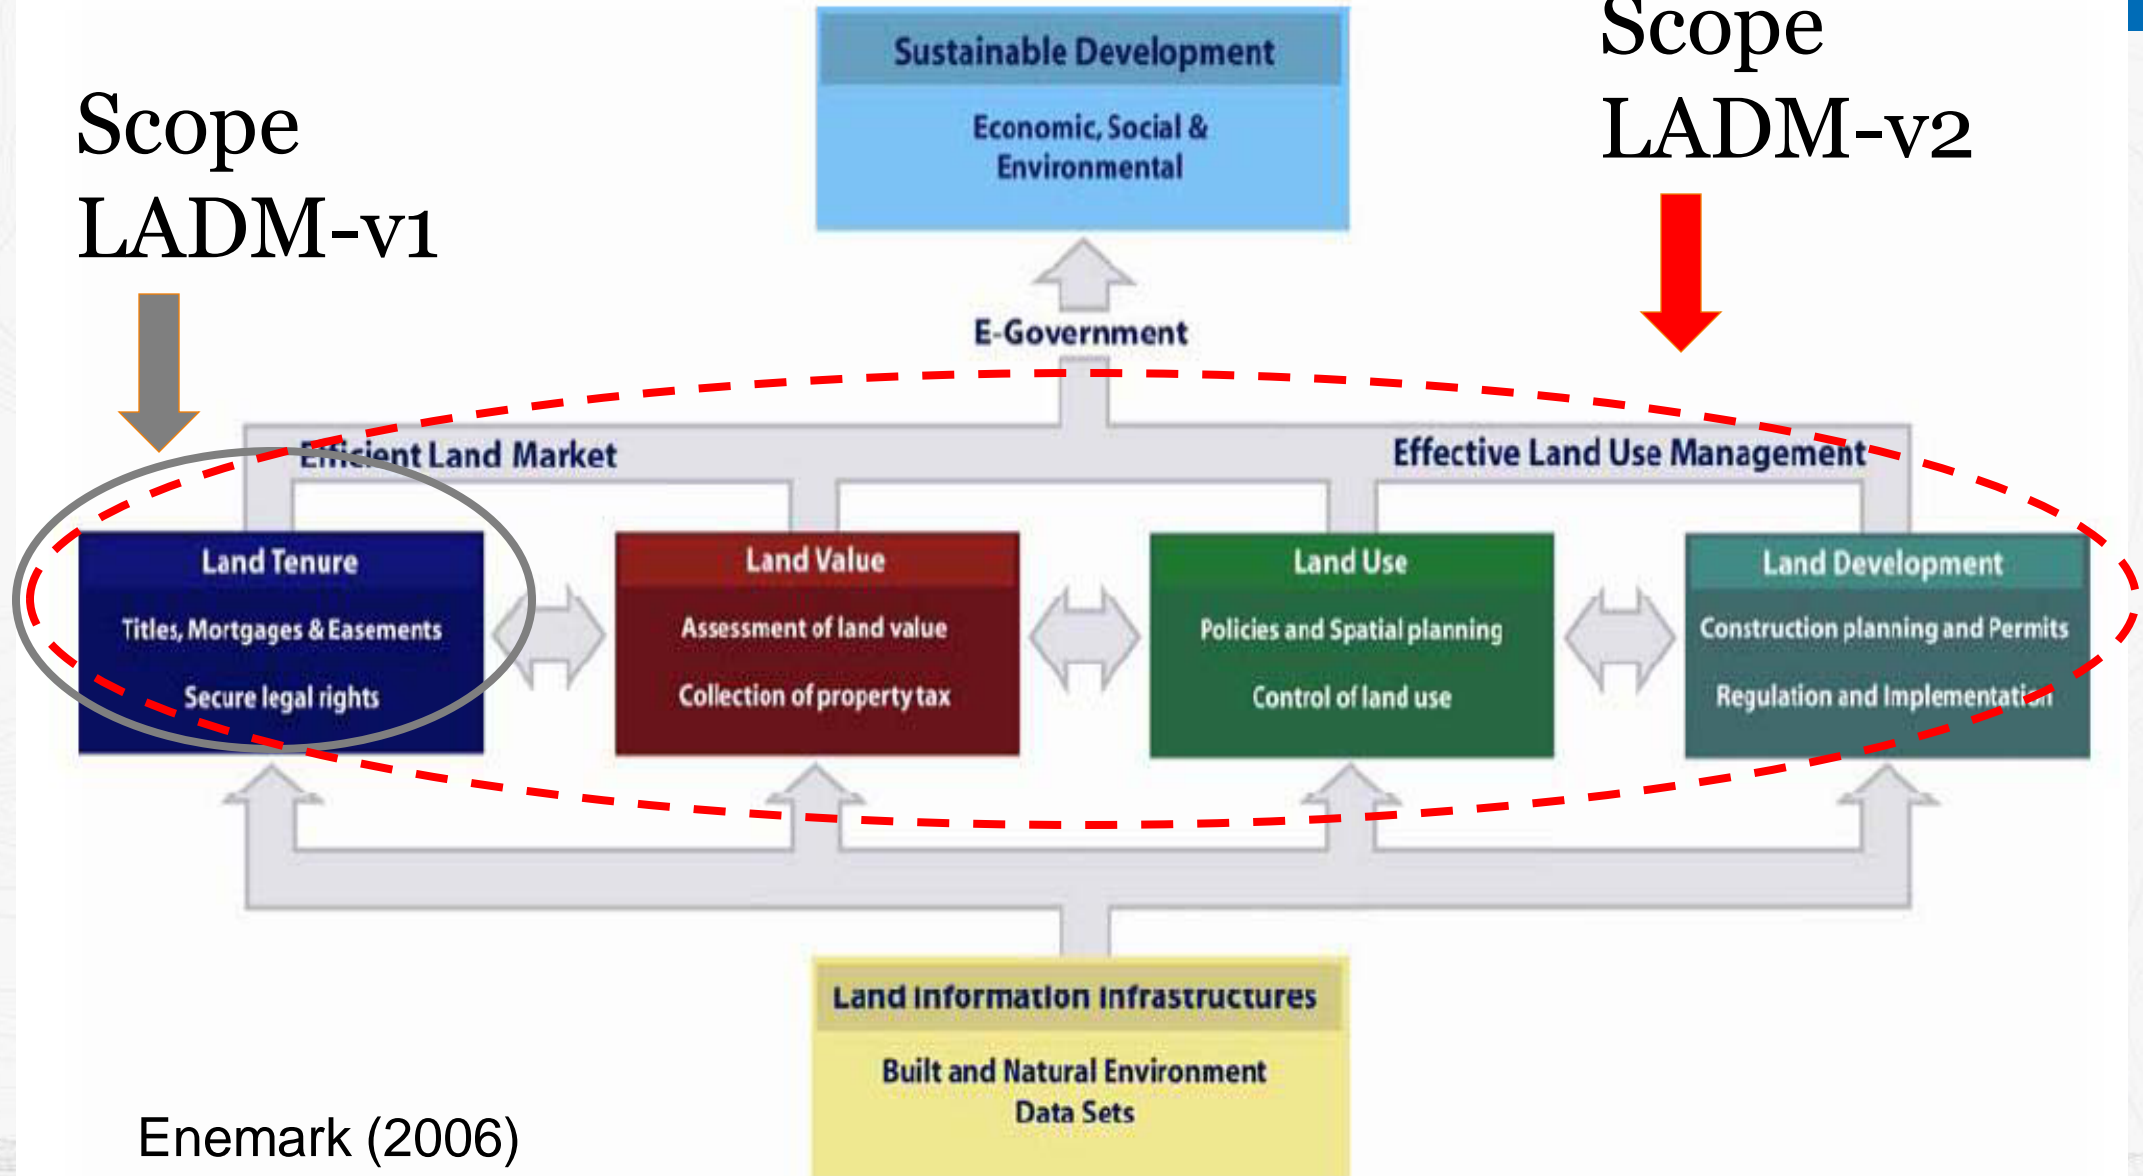 Scope
LADM-v1
Scope
LADM-v2
Sustainable Development
Economic, Social &
Environmental
E-Government
Efficient Land Market
Effective Land Use Management
Land Tenure
Titles, Mortgages & Easements
Secure legal rights
Land Value
Assessment of land value
Collection of property tax
Land Use
Policies and Spatial planning
Control of land use
Land Development
Construction planning and Permits
Regulation and Implementation
Land Information Infrastructures
Built and Natural Environment
Data Sets
Enemark (2006)